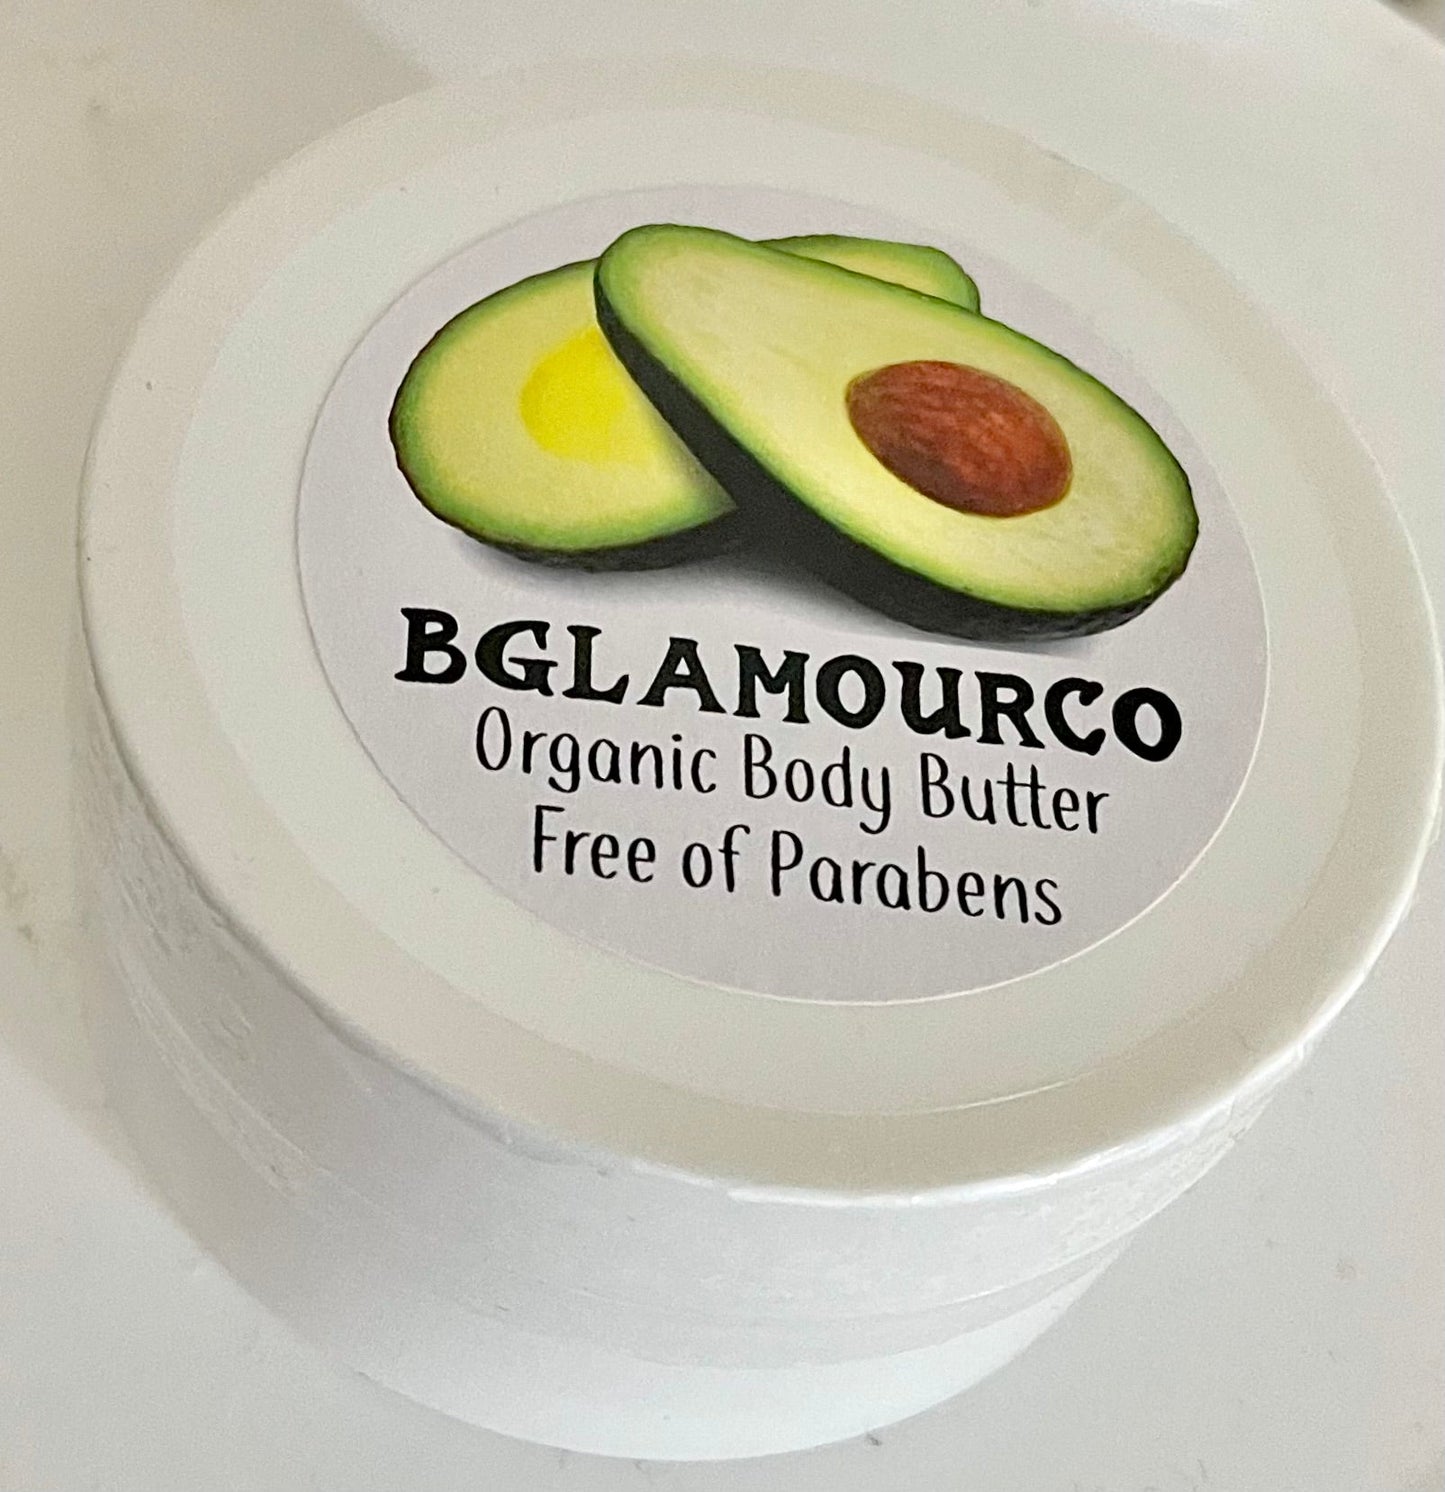 BGLAMOURCO
Organic Body Butter
Free of Parabens